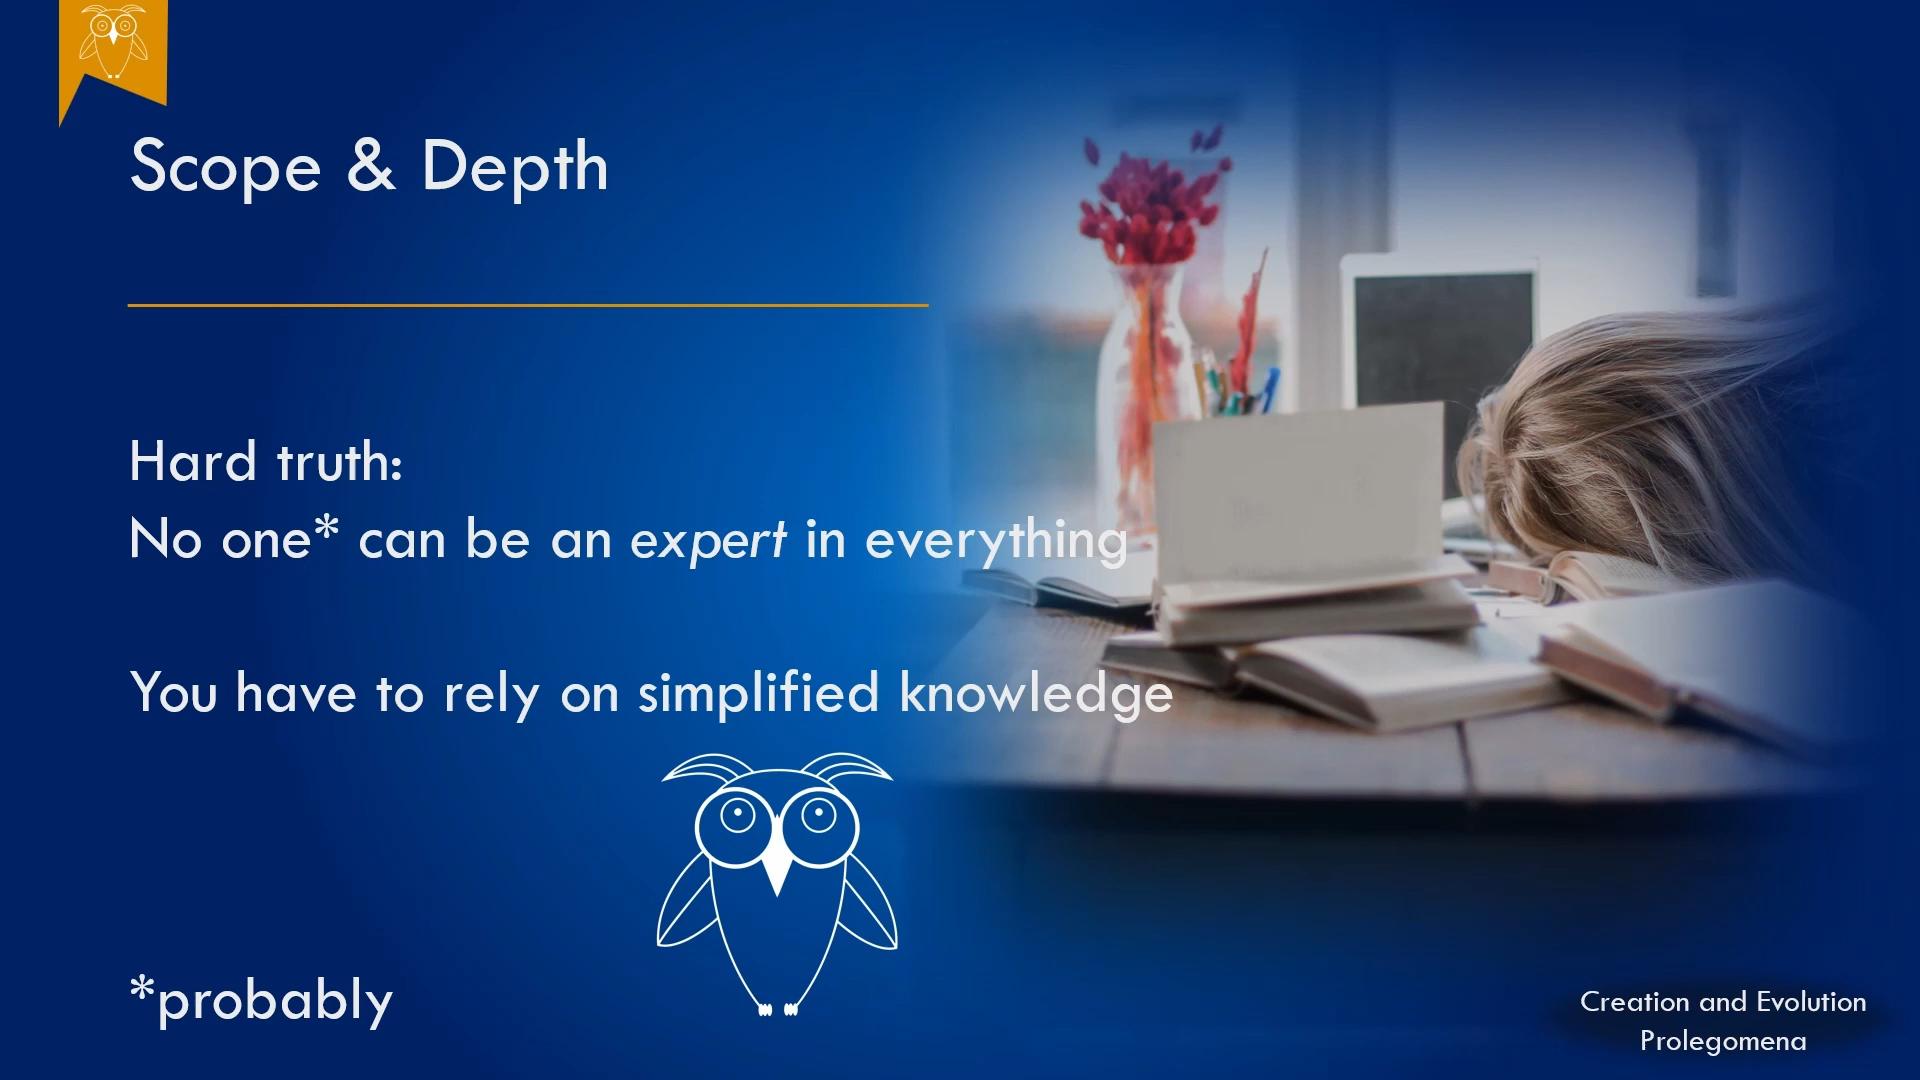 Scope & Depth
Hard truth:
No one* can be an expert in everything
You have to rely on simplified knowledge
*probably
Creation and Evolution
Prolegomena